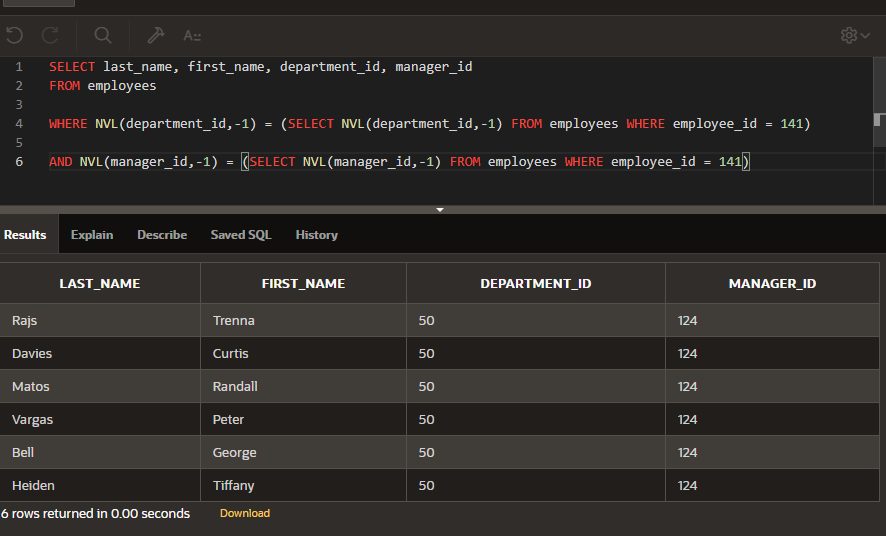 A::
1 SELECT last_name, first_name, department_id, manager_id
2 FROM employees
3
4 WHERE NVL(department_id,-1) = (SELECT NVL(department_id,-1) FROM employees WHERE employee_id = 141)
5
6 AND NVL(manager_id,-1) = (SELECT NVL(manager_id,-1) FROM employees WHERE employee_id = 141)
Results Explain Describe Saved SQL History
LAST_NAME FIRST_NAME DEPARTMENT_ID MANAGER_ID
Rajs Trenna 50 124
Davies Curtis 50 124
Matos Randall 50 124
Vargas Peter 50 124
Bell George 50 124
Heiden Tiffany 50 124
6 rows returned in 0.00 seconds Download